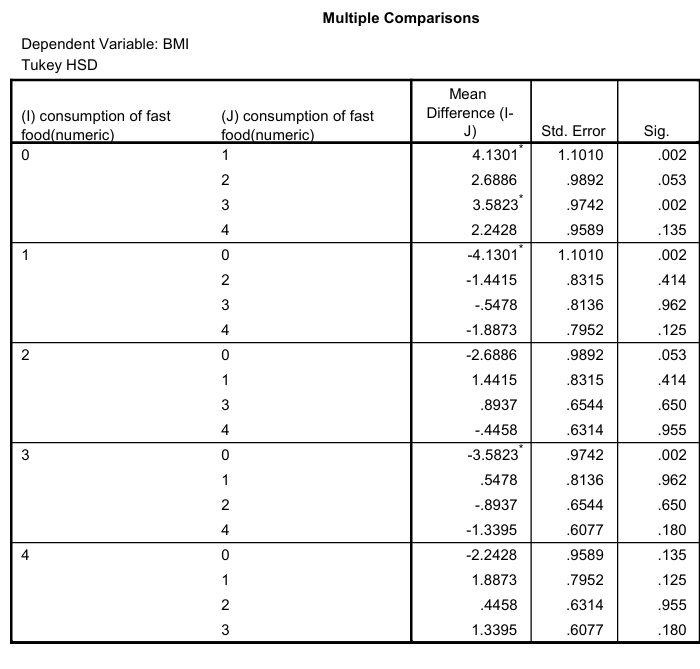 Multiple Comparisons
Dependent Variable: BMI
Tukey HSD
(I) consumption of fast food(numeric) (J) consumption of fast food(numeric) Mean Difference (I-J) Std. Error Sig.
0 1 4.1301* 1.1010 .002
2 2.6886 .9892 .053
3 3.5823* .9742 .002
4 2.2428 .9589 .135
1 0 -4.1301* 1.1010 .002
2 -1.4415 .8315 .414
3 -.5478 .8136 .962
4 -1.8873 .7952 .125
2 0 -2.6886 .9892 .053
1 1.4415 .8315 .414
3 .8937 .6544 .650
4 -.4458 .6314 .955
3 0 -3.5823* .9742 .002
1 .5478 .8136 .962
2 -.8937 .6544 .650
4 -1.3395 .6077 .180
4 0 -2.2428 .9589 .135
1 1.8873 .7952 .125
2 .4458 .6314 .955
3 1.3395 .6077 .180